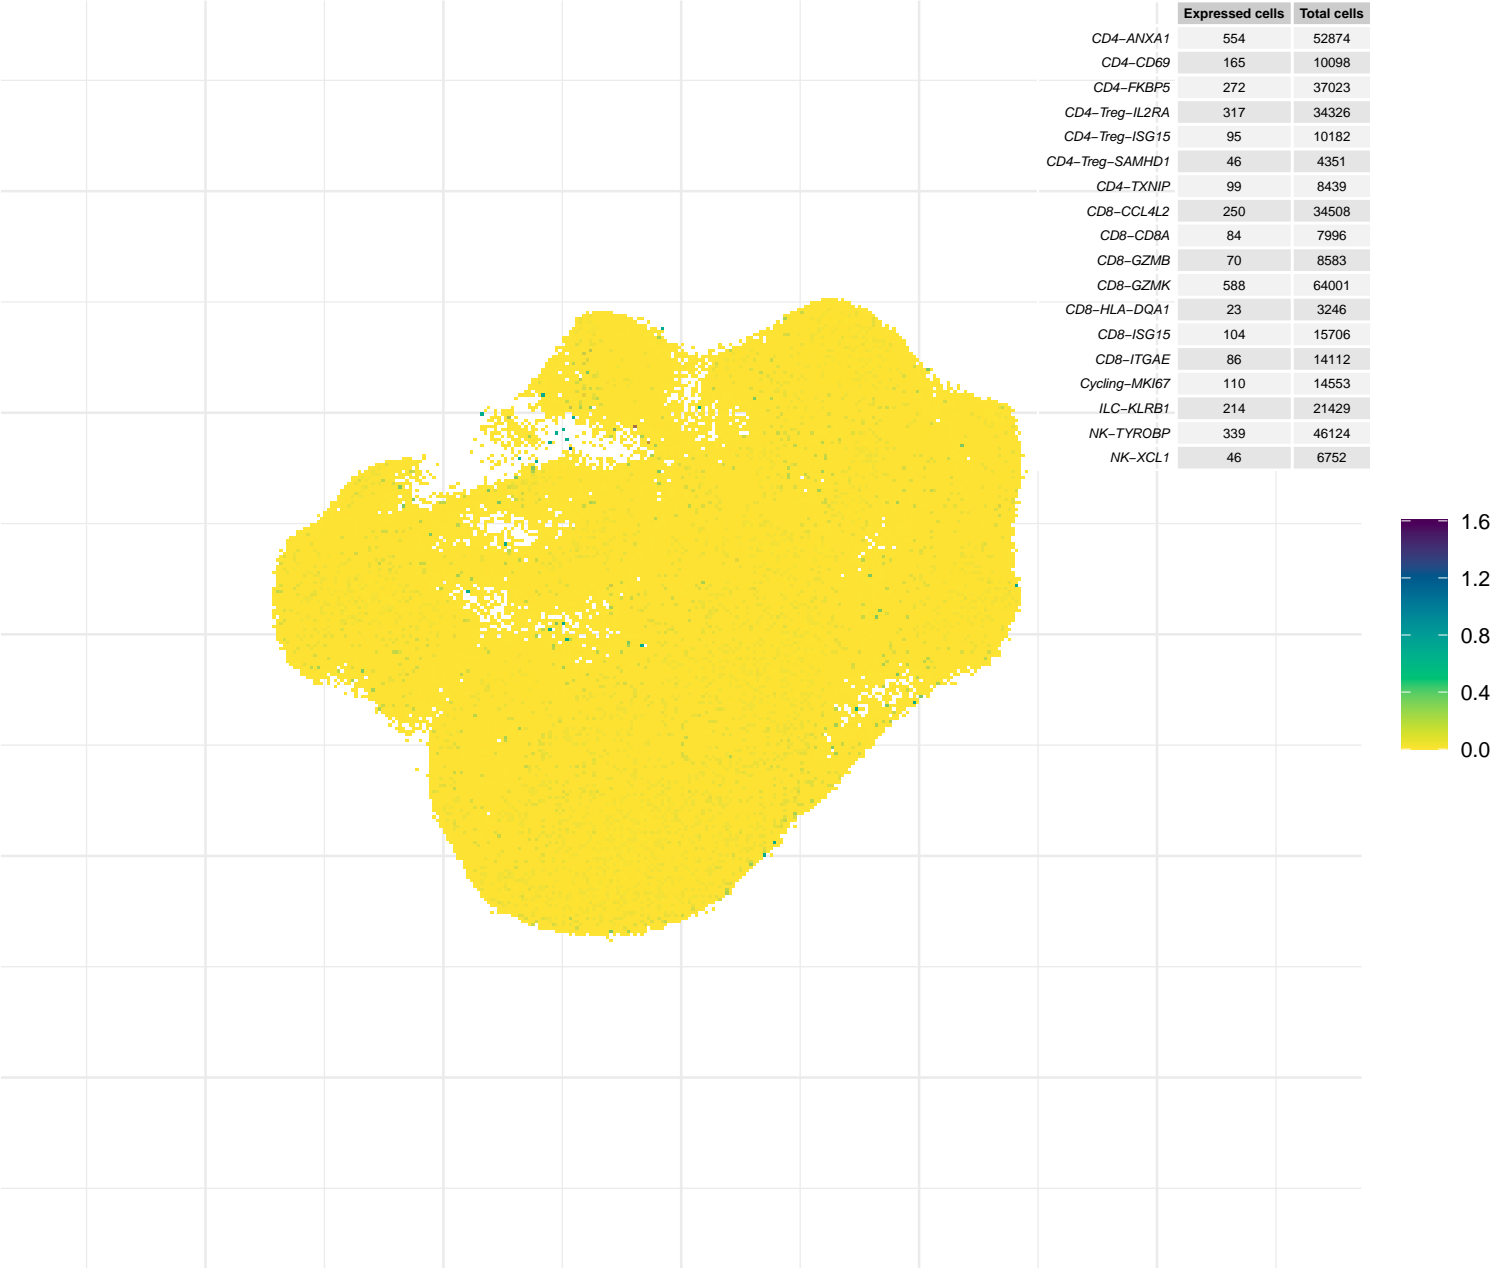 Expressed cells Total cells
CD4−ANXA1 554 52874
CD4−CD69 165 10098
CD4−FKBP5 272 37023
CD4−Treg−IL2RA 317 34326
CD4−Treg−ISG15 95 10182
CD4−Treg−SAMHD1 46 4351
CD4−TXNIP 99 8439
CD8−CCL4L2 250 34508
CD8−CD8A 84 7996
CD8−GZMB 70 8583
CD8−GZMK 588 64001
CD8−HLA−DQA1 23 3246
CD8−ISG15 104 15706
CD8−ITGAE 86 14112
Cycling−MKI67 110 14553
ILC−KLRB1 214 21429
NK−TYROBP 339 46124
NK−XCL1 46 6752
1.6
1.2
0.8
0.4
0.0